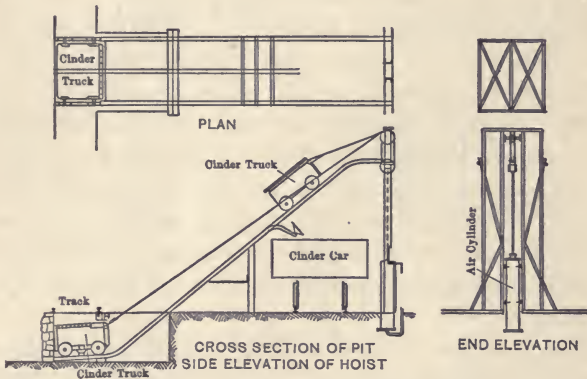 Cinder
Truck
PLAN
Cinder Truck
Air Cylinder
Cinder Car
Track
CROSS SECTION OF PIT
SIDE ELEVATION OF HOIST
END ELEVATION
Cinder Truck